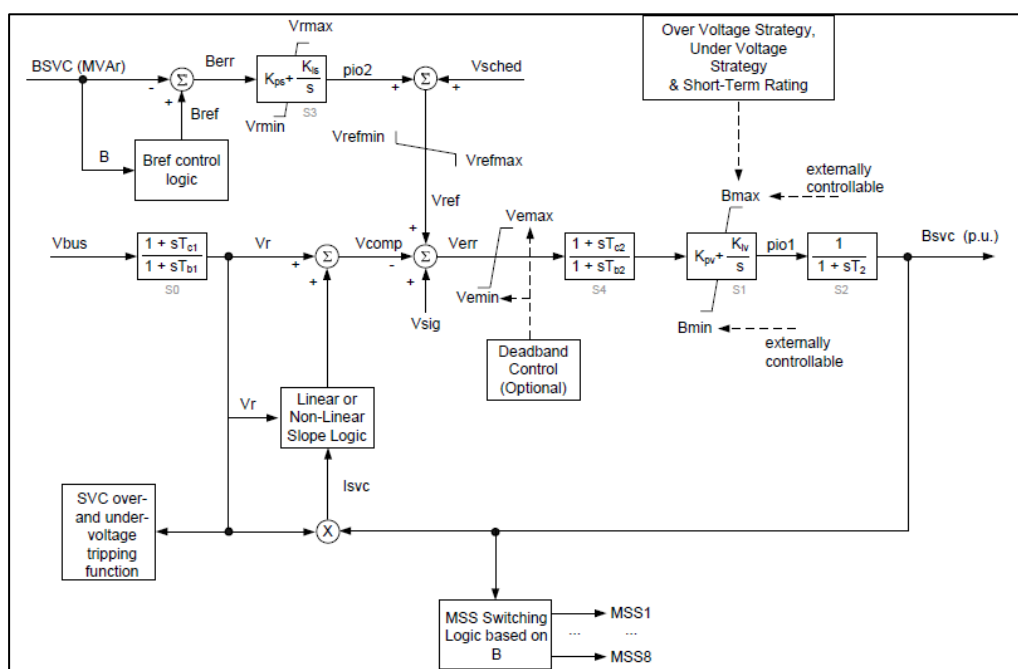 Over Voltage Strategy,
Under Voltage
Strategy
& Short-Term Rating
Vrmax
BSVC (MVAr)
Berr
Kps+ KIs
s
pio2
Σ
Σ
Vsched
-
+
+
+
Bref
Vrmin
S3
B
Bref control
logic
Vrefmin
Vrefmax
Vref
externally
controllable
Bmax
Vbus
1 + sTc1
1 + sTb1
S0
Vr
Σ
+
+
Vcomp
-
+
Σ
+
Verr
Vemax
Vemin
1 + sTc2
1 + sTb2
S4
Kpv+ KIv
s
S1
pio1
1
1 + sT2
S2
Bsvc (p.u.)
Vsig
Bmin
externally
controllable
Deadband
Control
(Optional)
Vr
Linear or
Non-Linear
Slope Logic
Isvc
SVC over-
and under-
voltage
tripping
function
X
MSS Switching
Logic based on
B
MSS1
... ...
MSS8